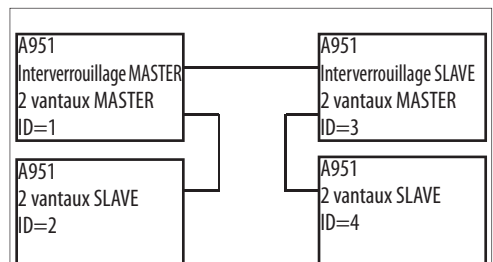 A951
Interverrouillage MASTER
2 vantaux MASTER
ID=1
A951
Interverrouillage SLAVE
2 vantaux MASTER
ID=3
A951
2 vantaux SLAVE
ID=2
A951
2 vantaux SLAVE
ID=4